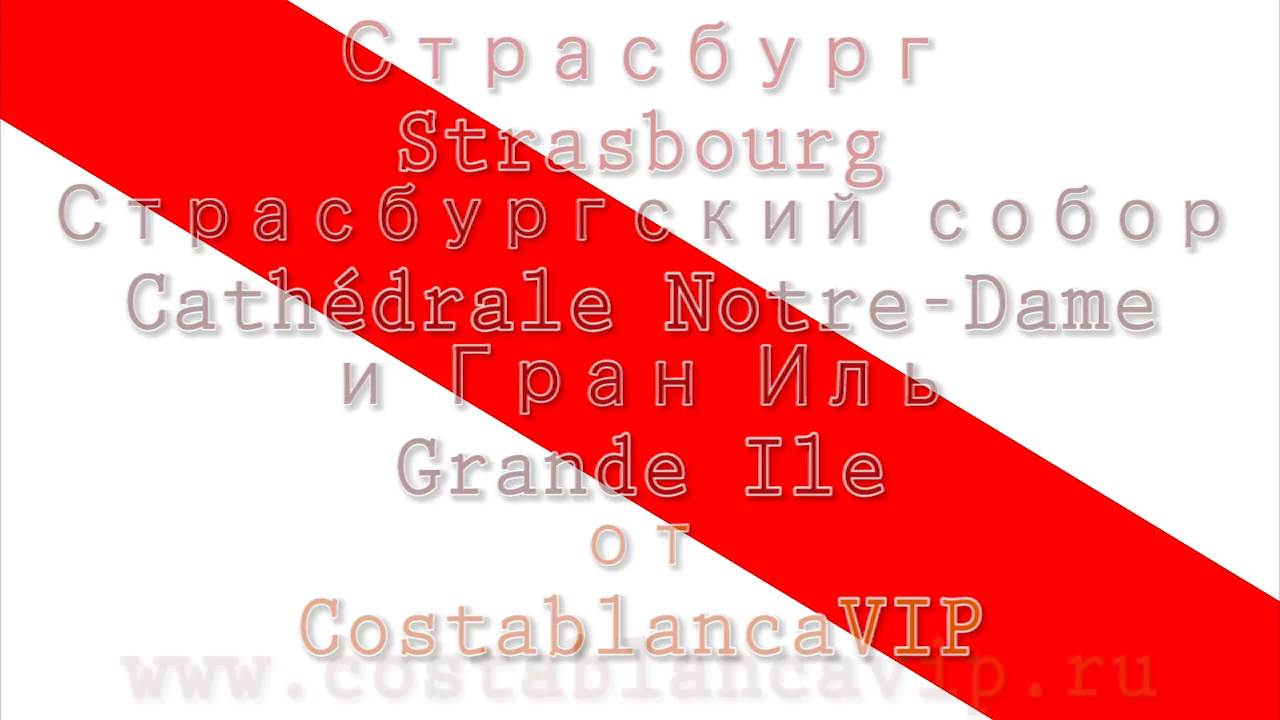 Страсбург
Strasbourg
Страсбургский собор
Cathédrale Notre-Dame
и Гран Иль
Grande Ile
от
CostablancaVIP
www.costablancavip.ru